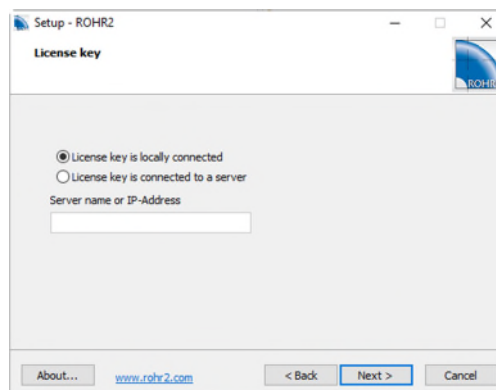 Setup - ROHR2
License key
ROHR
License key is locally connected
License key is connected to a server
Server name or IP-Address
About...
www.rohr2.com
< Back
Next >
Cancel